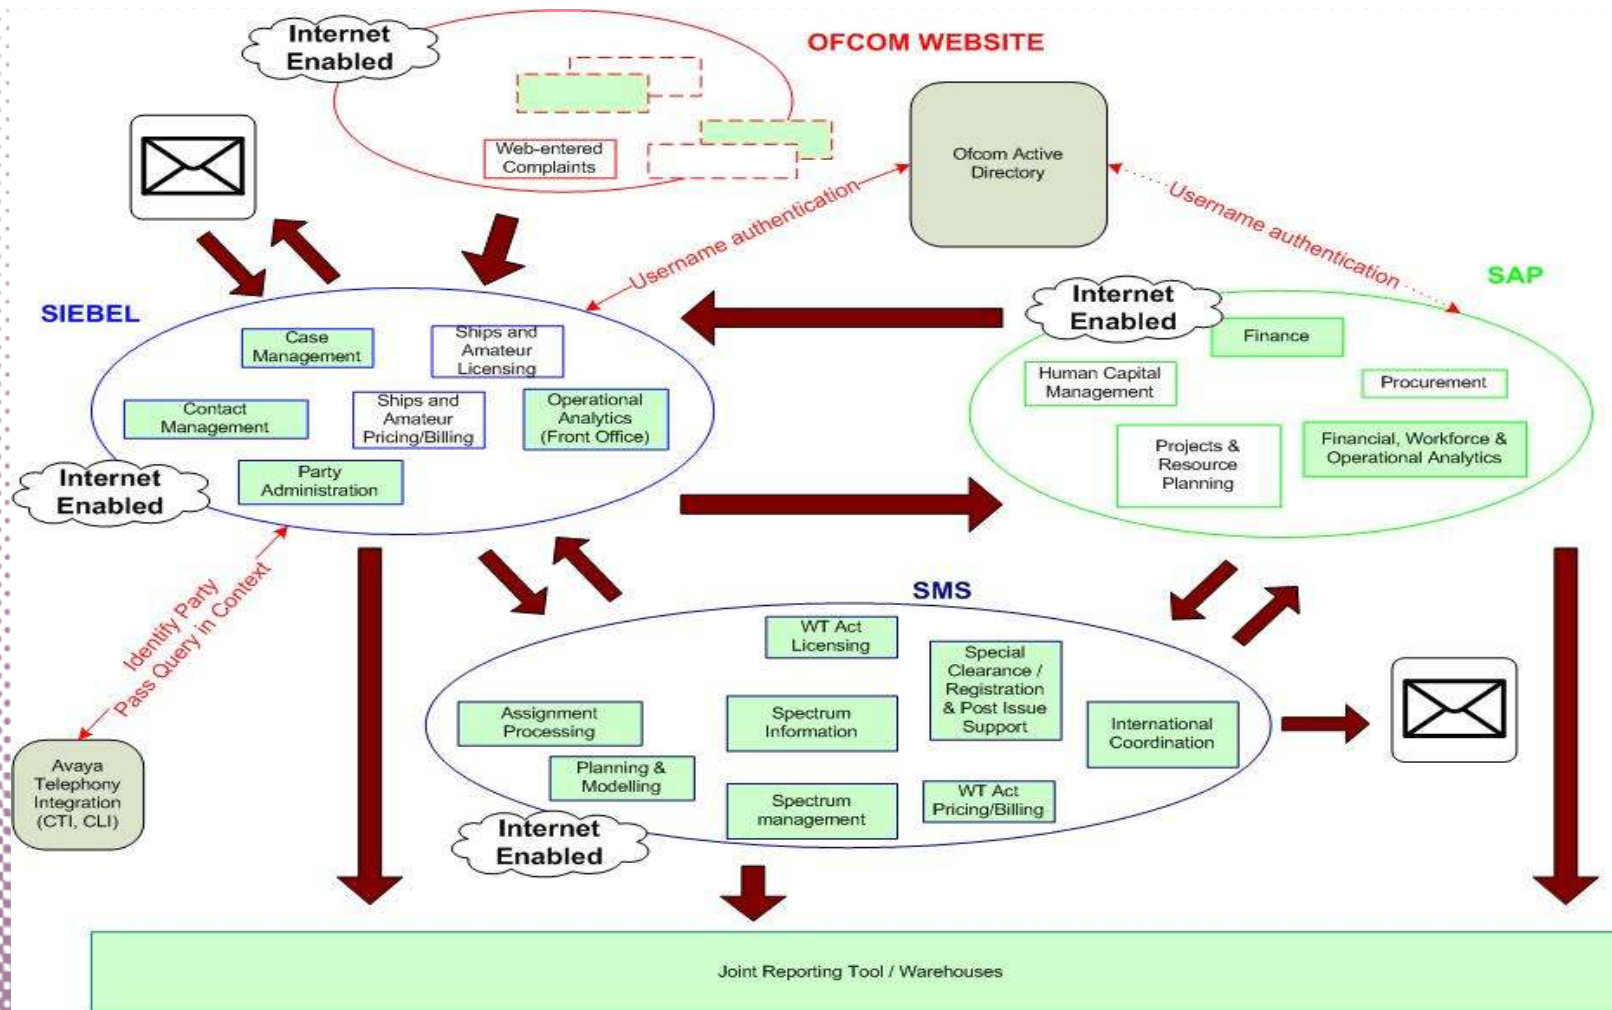 Internet
Enabled
OFCOM WEBSITE
Web-entered
Complaints
Ofcom Active
Directory
Username authentication
Username authentication
SIEBEL
Case
Management
Ships and
Amateur
Licensing
Contact
Management
Ships and
Amateur
Pricing/Billing
Operational
Analytics
(Front Office)
Party
Administration
Internet
Enabled
SAP
Internet
Enabled
Finance
Human Capital
Management
Procurement
Projects &
Resource
Planning
Financial, Workforce &
Operational Analytics
Identify Party
Pass Query in Context
Avaya
Telephony
Integration
(CTI, CLI)
SMS
WT Act
Licensing
Special
Clearance /
Registration
& Post Issue
Support
Assignment
Processing
Spectrum
Information
International
Coordination
Planning &
Modelling
Spectrum
management
WT Act
Pricing/Billing
Internet
Enabled
Joint Reporting Tool / Warehouses